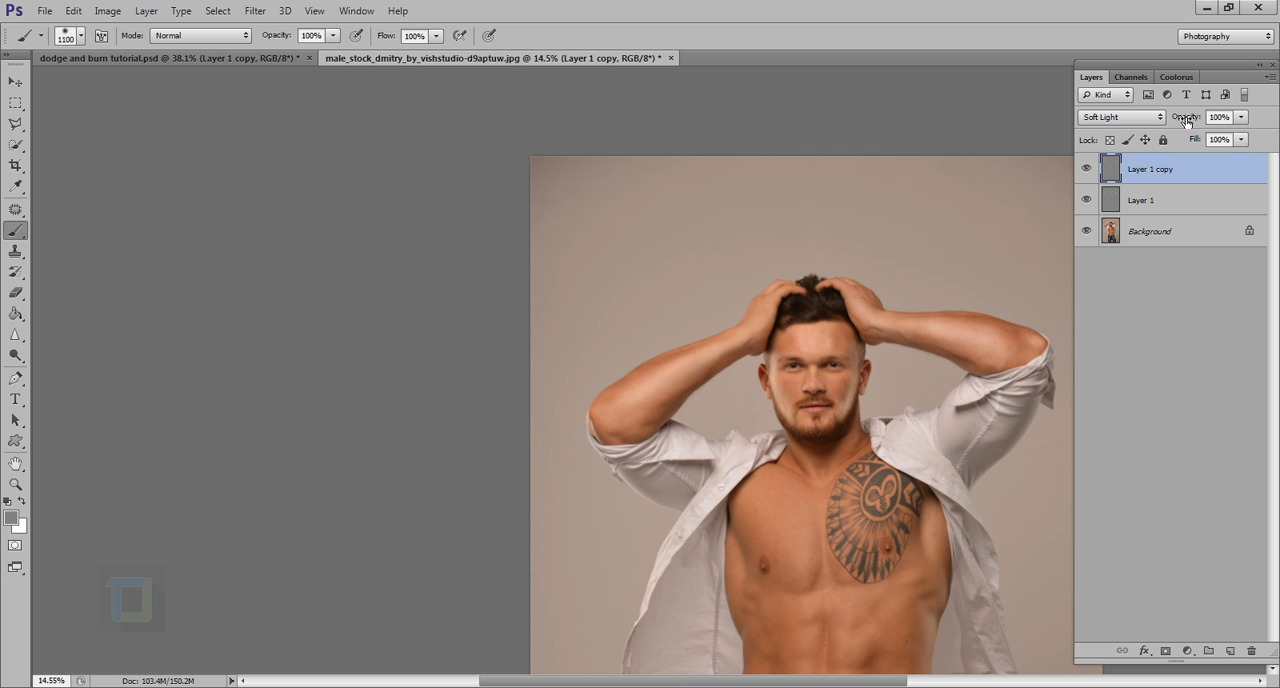 Ps File Edit Image Layer Type Select Filter 3D View Window Help
1100 Mode: Normal Opacity: 100% Flow: 100% Photography
dodge and burn tutorial.psd @ 38.1% (Layer 1 copy, RGB/8*) * × male_stock_dmitry_by_vishstudio-d9aptuw.jpg @ 14.5% (Layer 1 copy, RGB/8*) * ×
Layers Channels Coolorus
Kind
Soft Light Opacity: 100%
Lock: Fill: 100%
Layer 1 copy
Layer 1
Background
14.55% Doc: 103.4M/150.2M